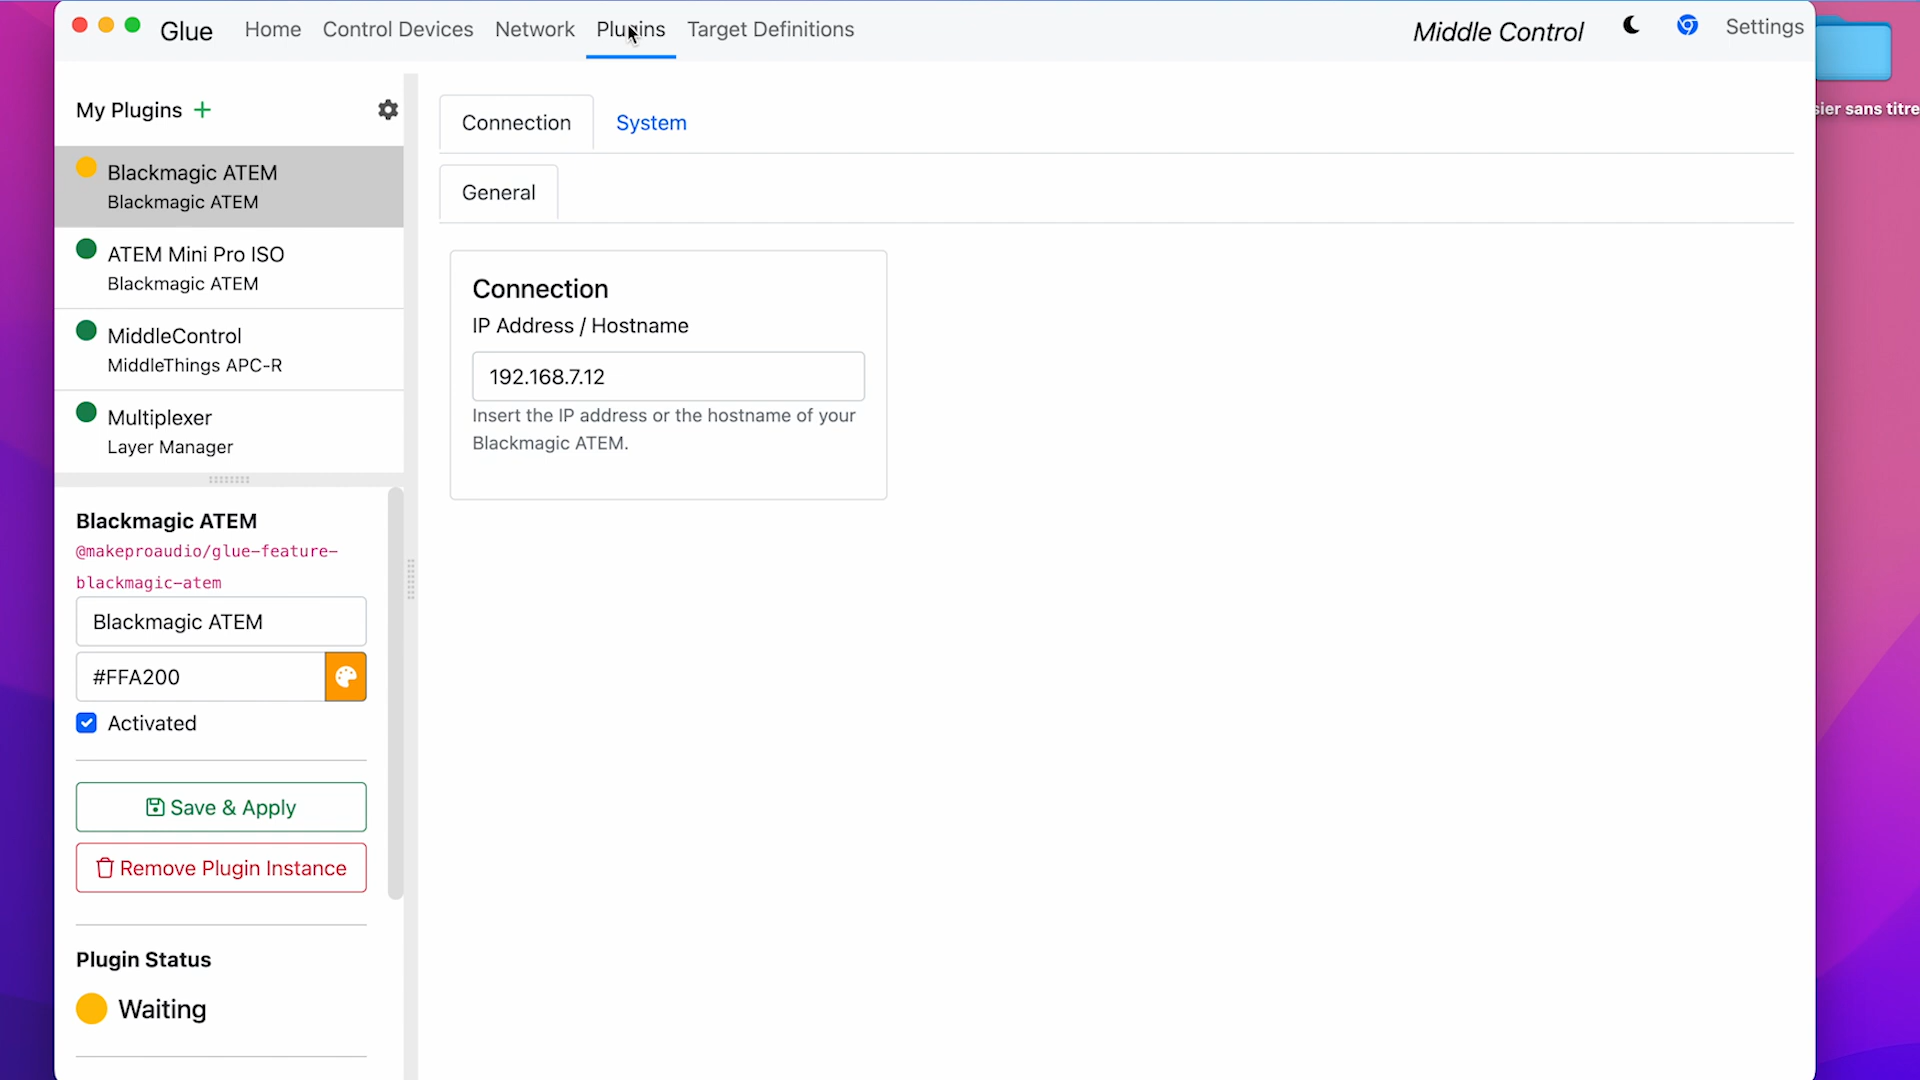 Glue Home Control Devices Network Plugins Target Definitions Middle Control Settings
sier sans titre
My Plugins +
Connection System
Blackmagic ATEM
Blackmagic ATEM
General
ATEM Mini Pro ISO
Blackmagic ATEM
Connection
IP Address / Hostname
MiddleControl
MiddleThings APC-R
192.168.7.12
Insert the IP address or the hostname of your
Blackmagic ATEM.
Multiplexer
Layer Manager
Blackmagic ATEM
@makeproaudio/glue-feature-
blackmagic-atem
Blackmagic ATEM
#FFA200
Activated
Save & Apply
Remove Plugin Instance
Plugin Status
Waiting